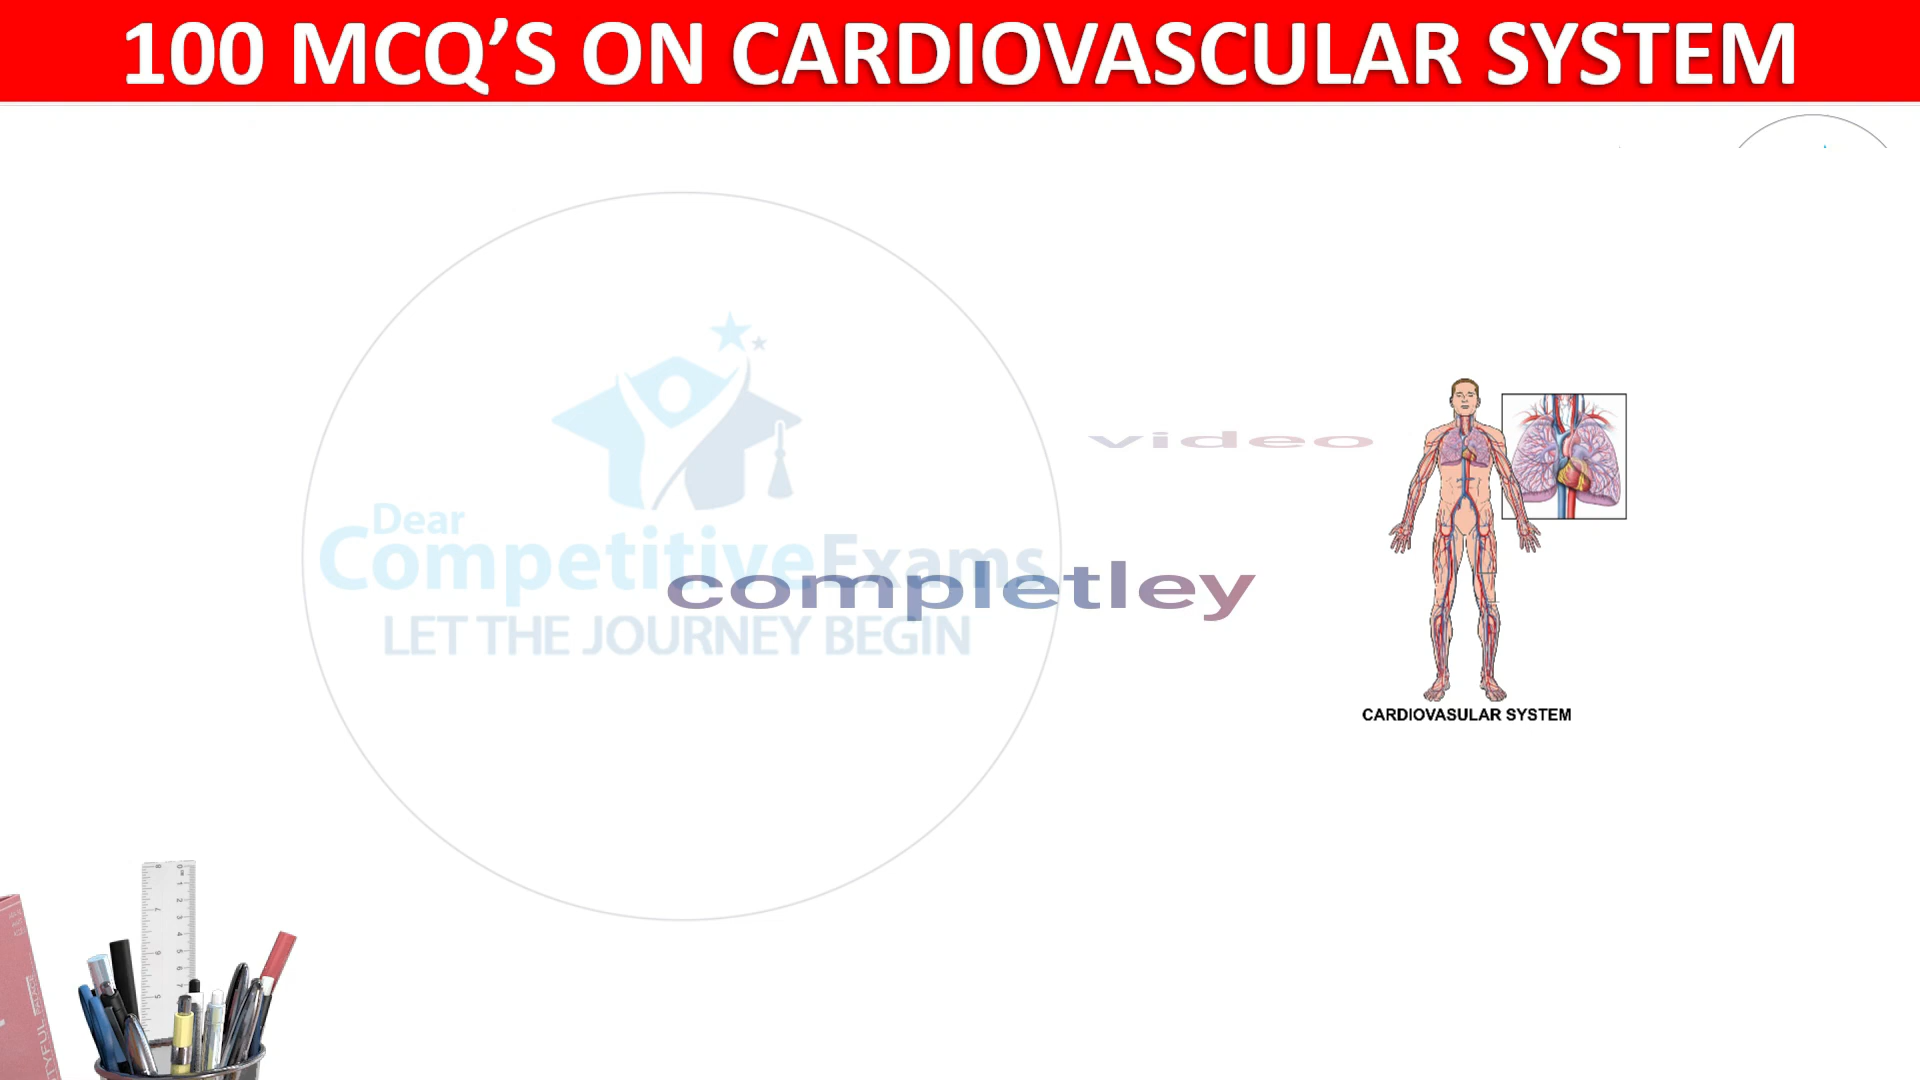 100 MCQ’S ON CARDIOVASCULAR SYSTEM
video
Dear
CompetitiveExams
completley
LET THE JOURNEY BEGIN
CARDIOVASULAR SYSTEM